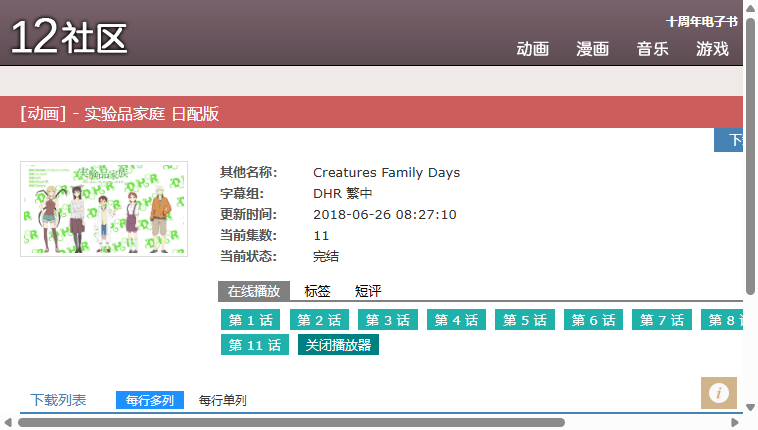 12社区
十周年电子书
动画 漫画 音乐 游戏
[动画] - 实验品家庭 日配版
实验品家族
其他名称: Creatures Family Days
字幕组: DHR 繁中
更新时间: 2018-06-26 08:27:10
当前集数: 11
当前状态: 完结
在线播放 标签 短评
第 1 话 第 2 话 第 3 话 第 4 话 第 5 话 第 6 话 第 7 话 第 8
第 11 话 关闭播放器
下载列表 每行多列 每行单列